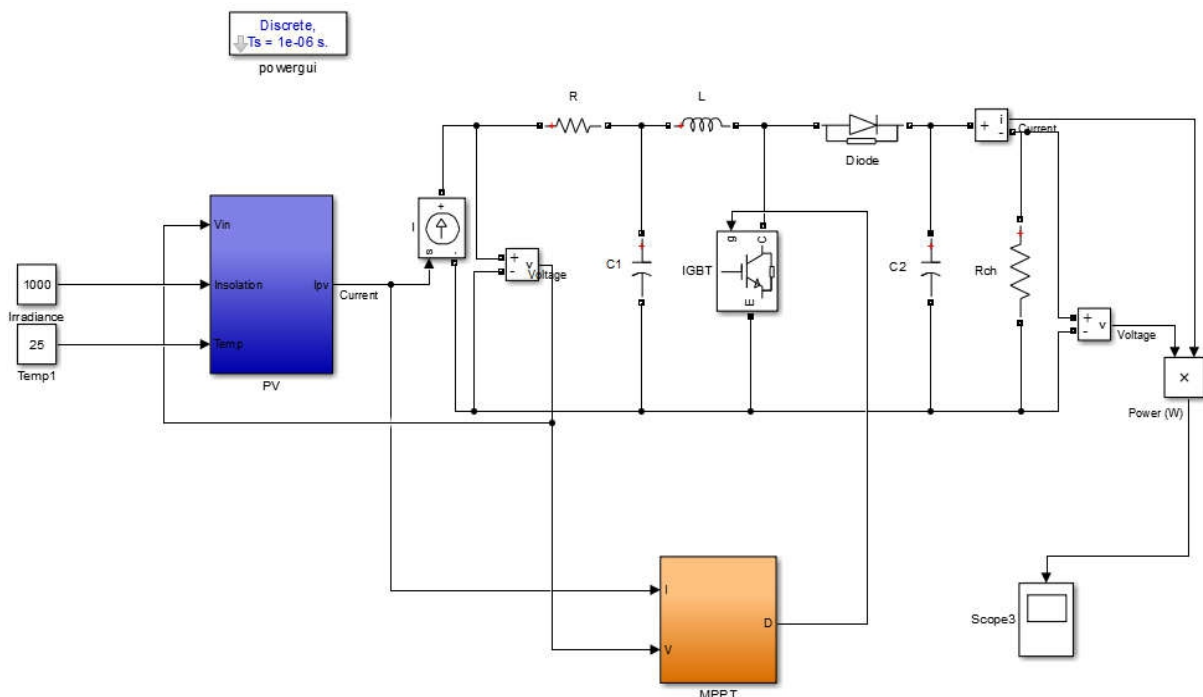 Discrete,
Ts = 1e-06 s.
powergui
R
L
Diode
+
i
-
Current
Vin
Insolation
Temp
Ipv
PV
1000
Irradiance
25
Temp1
Current
I
+
s
-
+
-
v
Voltage
C1
IGBT
g
C
E
C2
Rch
+
-
v
Voltage
×
Power (W)
I
V
D
MPPT
Scope3